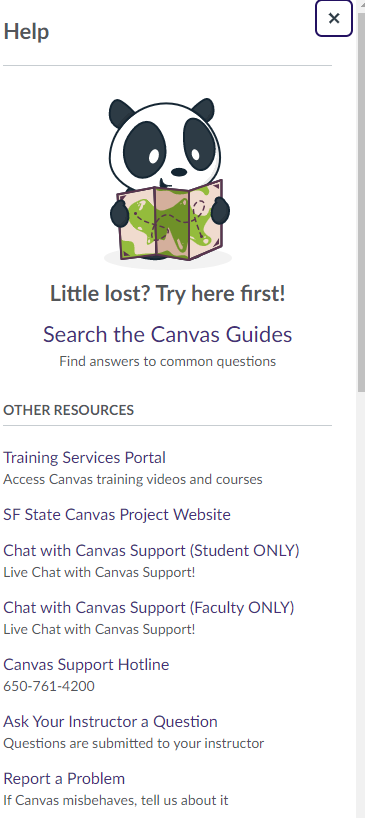 Help
×
Little lost? Try here first!
Search the Canvas Guides
Find answers to common questions
OTHER RESOURCES
Training Services Portal
Access Canvas training videos and courses
SF State Canvas Project Website
Chat with Canvas Support (Student ONLY)
Live Chat with Canvas Support!
Chat with Canvas Support (Faculty ONLY)
Live Chat with Canvas Support!
Canvas Support Hotline
650-761-4200
Ask Your Instructor a Question
Questions are submitted to your instructor
Report a Problem
If Canvas misbehaves, tell us about it